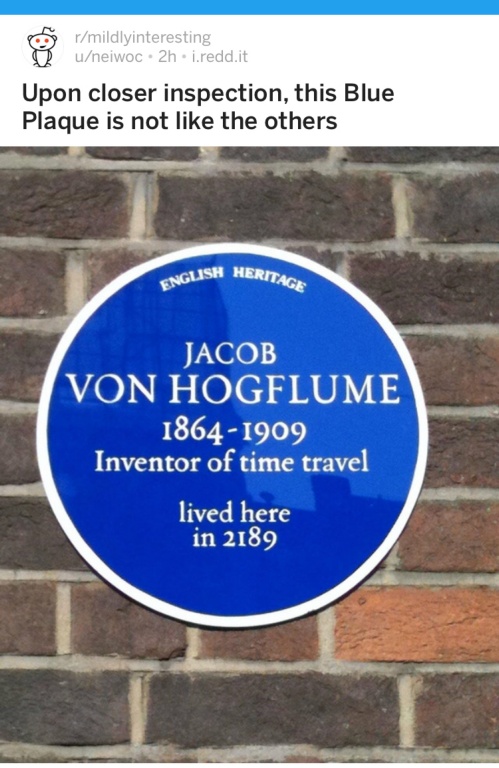 r/mildlyinteresting
u/neiwoc • 2h • i.redd.it
Upon closer inspection, this Blue
Plaque is not like the others
ENGLISH HERITAGE
JACOB
VON HOGFLUME
1864-1909
Inventor of time travel
lived here
in 2189